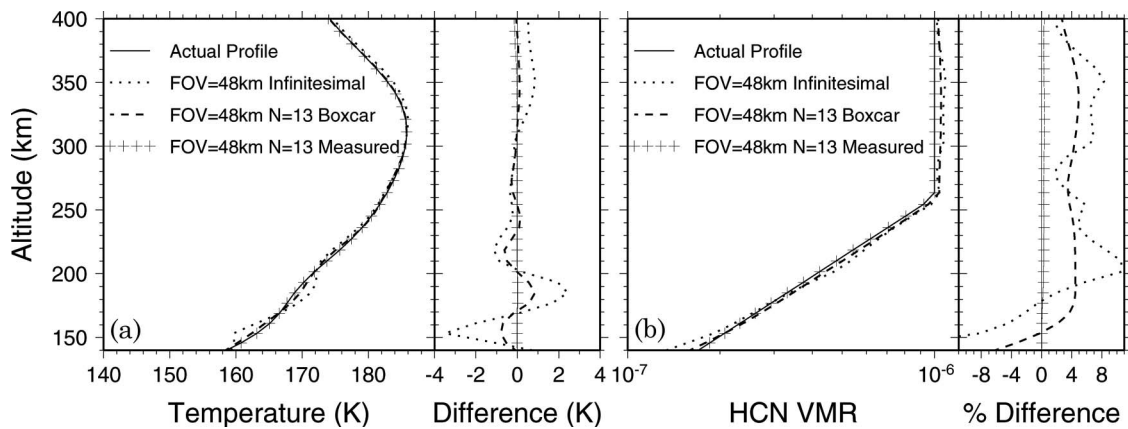 400
350
300
250
200
150
Altitude (km)
Actual Profile
FOV=48km Infinitesimal
FOV=48km N=13 Boxcar
FOV=48km N=13 Measured
(a)
140 150 160 170 180
Temperature (K)
-4 -2 0 2 4
Difference (K)
Actual Profile
FOV=48km Infinitesimal
FOV=48km N=13 Boxcar
FOV=48km N=13 Measured
(b)
10-7 10-6
HCN VMR
-8 -4 0 4 8
% Difference